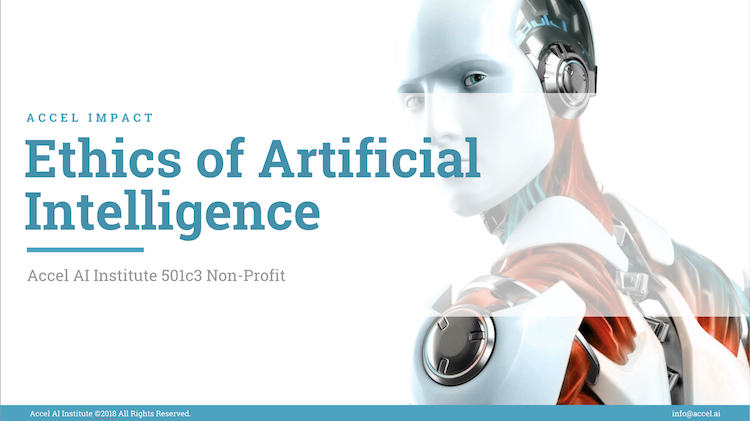 ACCEL IMPACT
Ethics of Artificial
Intelligence
Accel AI Institute 501c3 Non-Profit
Accel AI Institute ©2018 All Rights Reserved.
info@accel.ai